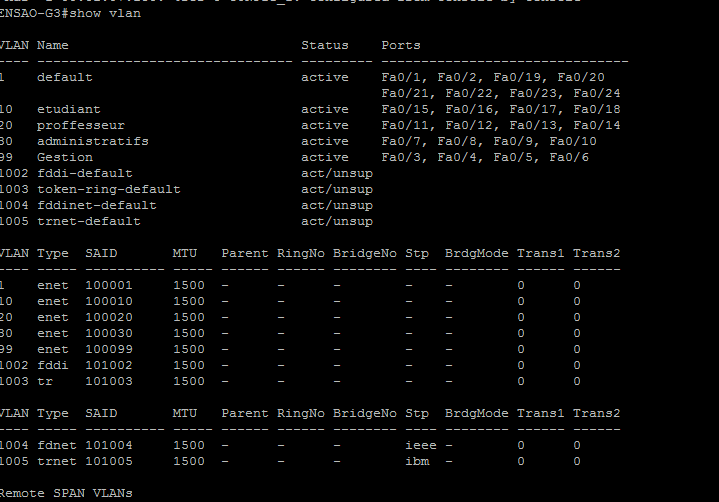 ENSAO-G3#show vlan
VLAN Name Status Ports
---- -------------------------------- --------- -------------------------------
1 default active Fa0/1, Fa0/2, Fa0/19, Fa0/20
Fa0/21, Fa0/22, Fa0/23, Fa0/24
10 etudiant active Fa0/15, Fa0/16, Fa0/17, Fa0/18
20 proffesseur active Fa0/11, Fa0/12, Fa0/13, Fa0/14
30 administratifs active Fa0/7, Fa0/8, Fa0/9, Fa0/10
99 Gestion active Fa0/3, Fa0/4, Fa0/5, Fa0/6
1002 fddi-default act/unsup
1003 token-ring-default act/unsup
1004 fddinet-default act/unsup
1005 trnet-default act/unsup
VLAN Type SAID MTU Parent RingNo BridgeNo Stp BrdgMode Trans1 Trans2
---- ----- ---------- ----- ------ ------ -------- ---- -------- ------ ------
1 enet 100001 1500 - - - - - 0 0
10 enet 100010 1500 - - - - - 0 0
20 enet 100020 1500 - - - - - 0 0
30 enet 100030 1500 - - - - - 0 0
99 enet 100099 1500 - - - - - 0 0
1002 fddi 101002 1500 - - - - - 0 0
1003 tr 101003 1500 - - - - - 0 0
VLAN Type SAID MTU Parent RingNo BridgeNo Stp BrdgMode Trans1 Trans2
---- ----- ---------- ----- ------ ------ -------- ---- -------- ------ ------
1004 fdnet 101004 1500 - - - ieee - 0 0
1005 trnet 101005 1500 - - - ibm - 0 0
Remote SPAN VLANs